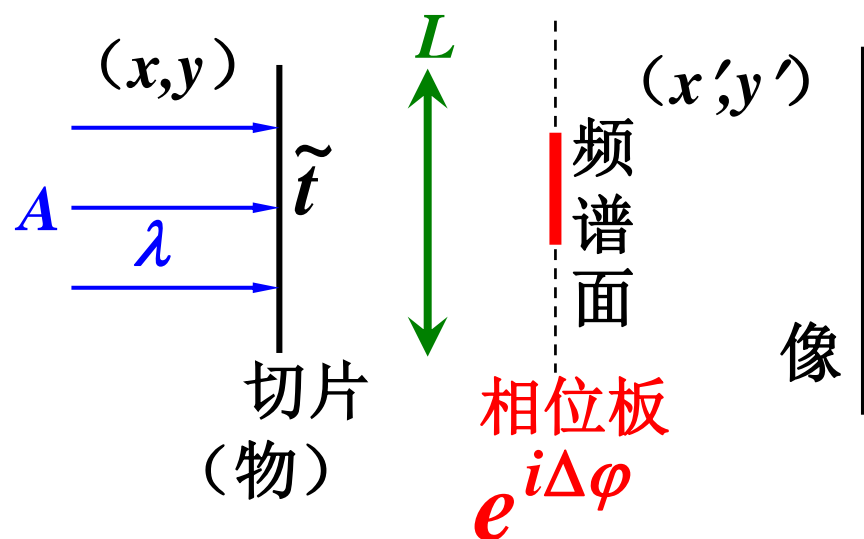 (x,y)
L
(x′,y′)
A
λ
t̃
频谱面
像
切片
(物)
相位板
e^{iΔφ}